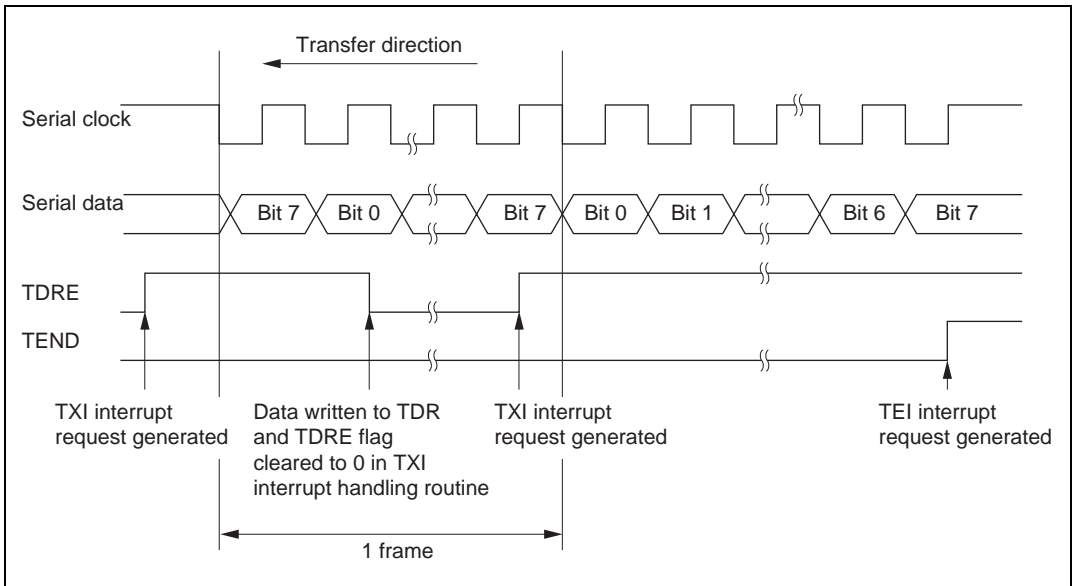 Transfer direction
Serial clock
Serial data
Bit 7
Bit 0
Bit 7
Bit 0
Bit 1
Bit 6
Bit 7
TDRE
TEND
TXI interrupt
request generated
Data written to TDR
and TDRE flag
cleared to 0 in TXI
interrupt handling routine
TXI interrupt
request generated
TEI interrupt
request generated
1 frame